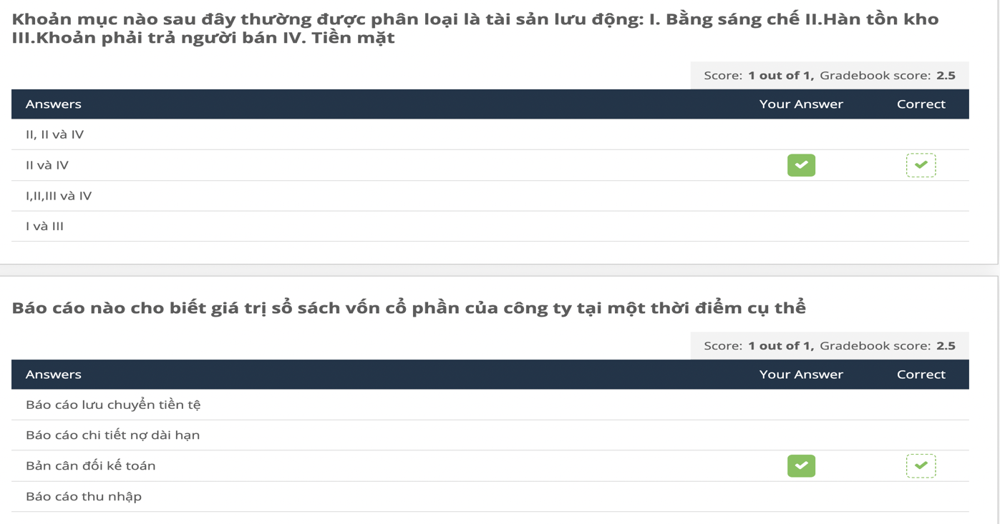 Khoản mục nào sau đây thường được phân loại là tài sản lưu động: I. Bằng sáng chế II.Hàn tồn kho
III.Khoản phải trả người bán IV. Tiền mặt
Score: 1 out of 1, Gradebook score: 2.5
Answers Your Answer Correct
II, II và IV
II và IV
I,II,III và IV
I và III
Báo cáo nào cho biết giá trị sổ sách vốn cổ phần của công ty tại một thời điểm cụ thể
Score: 1 out of 1, Gradebook score: 2.5
Answers Your Answer Correct
Báo cáo lưu chuyển tiền tệ
Báo cáo chi tiết nợ dài hạn
Bản cân đối kế toán
Báo cáo thu nhập